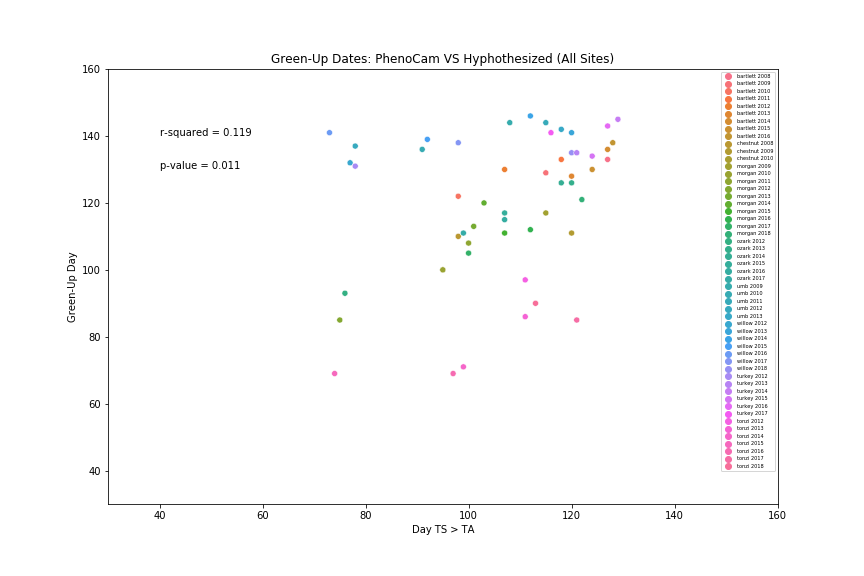 Green-Up Dates: PhenoCam VS Hyphothesized (All Sites)
160
140
120
100
80
60
40
Green-Up Day
r-squared = 0.119
p-value = 0.011
bartlett 2008
bartlett 2009
bartlett 2010
bartlett 2011
bartlett 2012
bartlett 2013
bartlett 2014
bartlett 2015
bartlett 2016
chestnut 2008
chestnut 2009
chestnut 2010
morgan 2009
morgan 2010
morgan 2011
morgan 2012
morgan 2013
morgan 2014
morgan 2015
morgan 2016
morgan 2017
morgan 2018
ozark 2012
ozark 2013
ozark 2014
ozark 2015
ozark 2016
ozark 2017
umb 2009
umb 2010
umb 2011
umb 2012
umb 2013
willow 2012
willow 2013
willow 2014
willow 2015
willow 2016
willow 2017
willow 2018
turkey 2012
turkey 2013
turkey 2014
turkey 2015
turkey 2016
turkey 2017
tonzi 2012
tonzi 2013
tonzi 2014
tonzi 2015
tonzi 2016
tonzi 2017
tonzi 2018
40
60
80
100
120
140
160
Day TS > TA